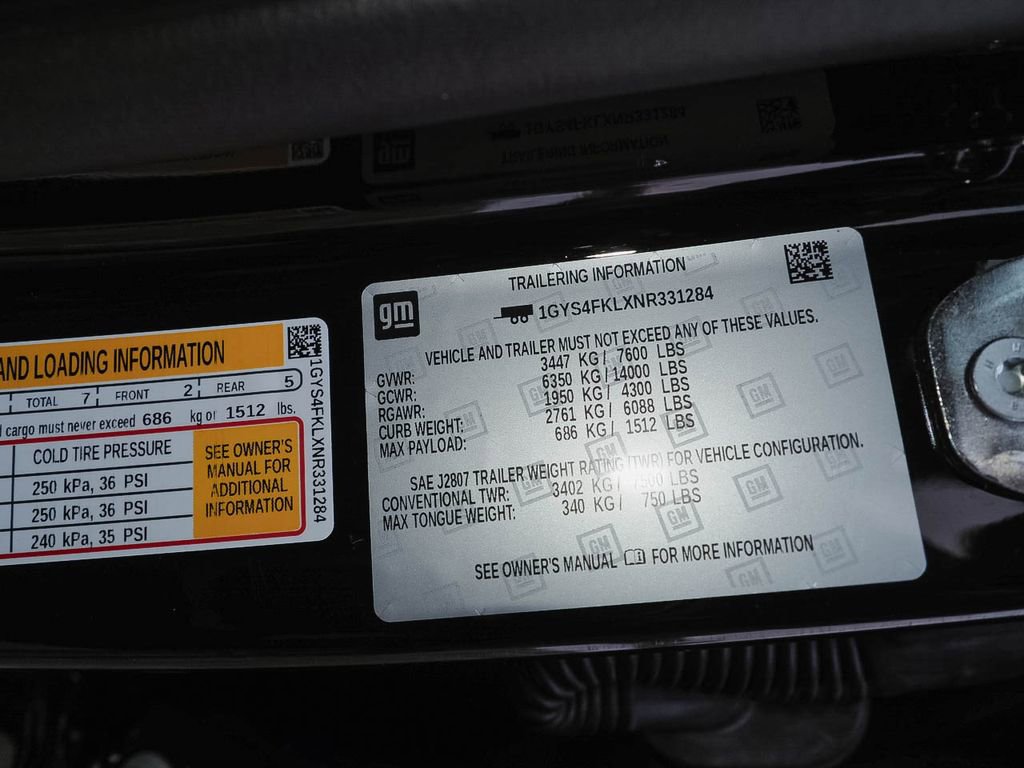 AND LOADING INFORMATION
TOTAL 7 FRONT 2 REAR 5
cargo must never exceed 686 kg or 1512 lbs.
COLD TIRE PRESSURE
250 kPa, 36 PSI
250 kPa, 36 PSI
240 kPa, 35 PSI
SEE OWNER'S
MANUAL FOR
ADDITIONAL
INFORMATION
1GYS4FKLXNR331284
gm
TRAILERING INFORMATION
1GYS4FKLXNR331284
VEHICLE AND TRAILER MUST NOT EXCEED ANY OF THESE VALUES.
GVWR: 3447 KG / 7600 LBS
GCWR: 6350 KG / 14000 LBS
RGAWR: 1950 KG / 4300 LBS
CURB WEIGHT: 2761 KG / 6088 LBS
MAX PAYLOAD: 686 KG / 1512 LBS
SAE J2807 TRAILER WEIGHT RATING (TWR) FOR VEHICLE CONFIGURATION.
CONVENTIONAL TWR: 3402 KG / 7500 LBS
MAX TONGUE WEIGHT: 340 KG / 750 LBS
SEE OWNER'S MANUAL FOR MORE INFORMATION